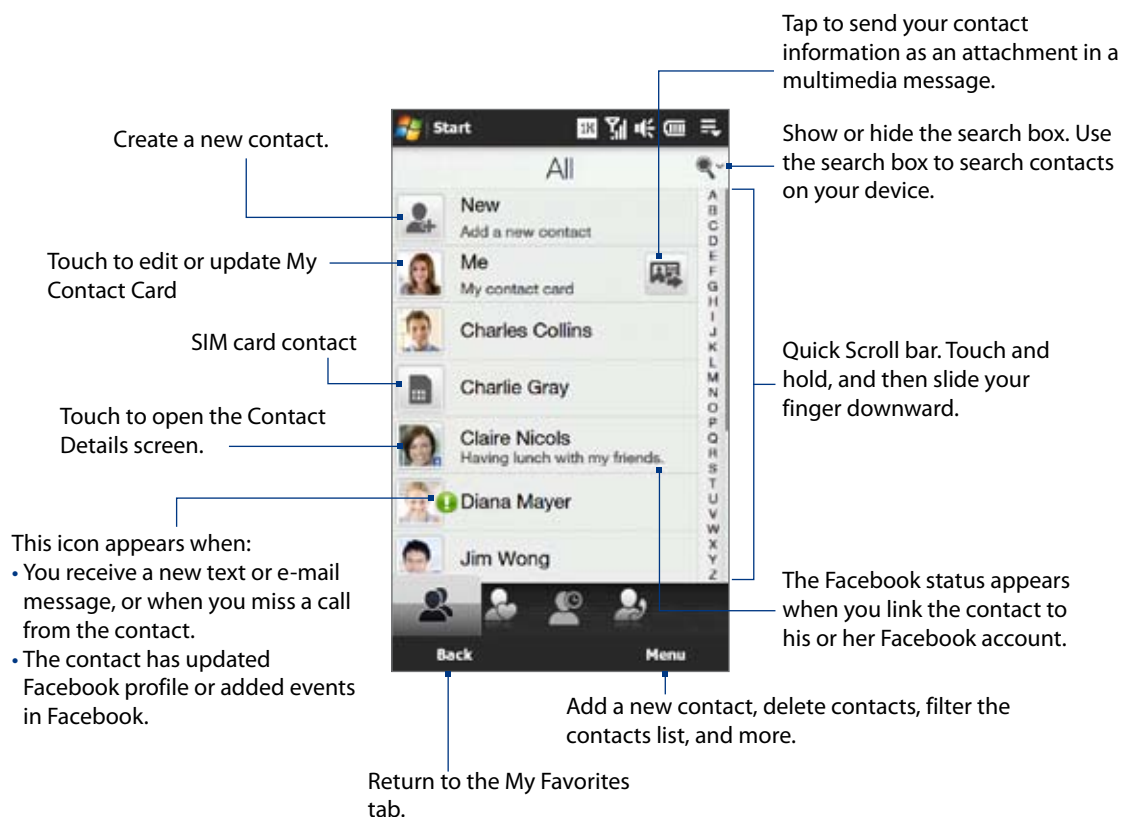 Tap to send your contact
information as an attachment in a
multimedia message.
Create a new contact.
Show or hide the search box. Use
the search box to search contacts
on your device.
Touch to edit or update My
Contact Card
SIM card contact
Touch to open the Contact
Details screen.
This icon appears when:
• You receive a new text or e-mail
message, or when you miss a call
from the contact.
• The contact has updated
Facebook profile or added events
in Facebook.
Start
All
New
Add a new contact
Me
My contact card
Charles Collins
Charlie Gray
Claire Nicols
Having lunch with my friends.
Diana Mayer
Jim Wong
A
B
C
D
E
F
G
H
I
J
K
L
M
N
O
P
Q
R
S
T
U
V
W
X
Y
Z
Back Menu
Quick Scroll bar. Touch and
hold, and then slide your
finger downward.
The Facebook status appears
when you link the contact to
his or her Facebook account.
Add a new contact, delete contacts, filter the
contacts list, and more.
Return to the My Favorites
tab.